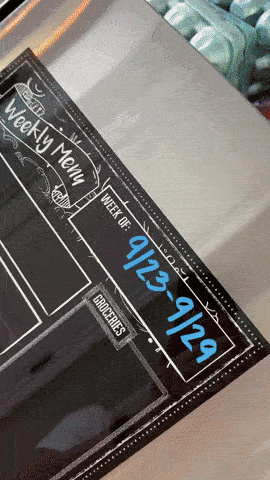 Weekly Menu
WEEK OF:
9/23-9/29
GROCERIES